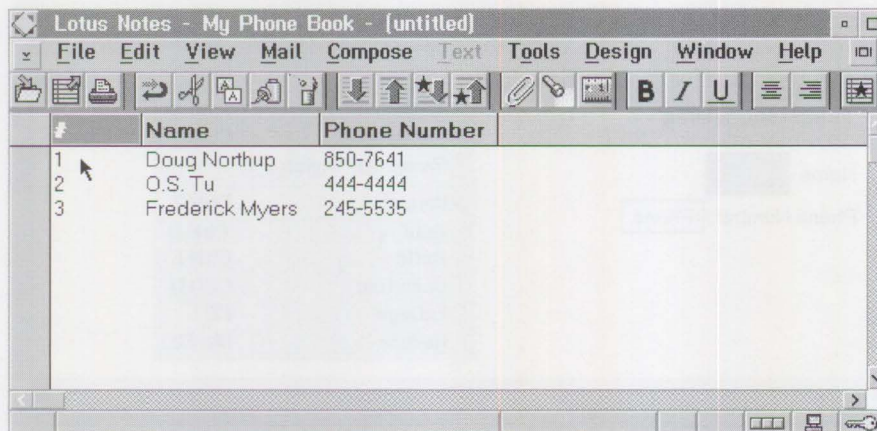 Lotus Notes - My Phone Book - (untitled)
File Edit View Mail Compose Text Tools Design Window Help
B I U
# Name Phone Number
1 Doug Northup 850-7641
2 O.S. Tu 444-4444
3 Frederick Myers 245-5535